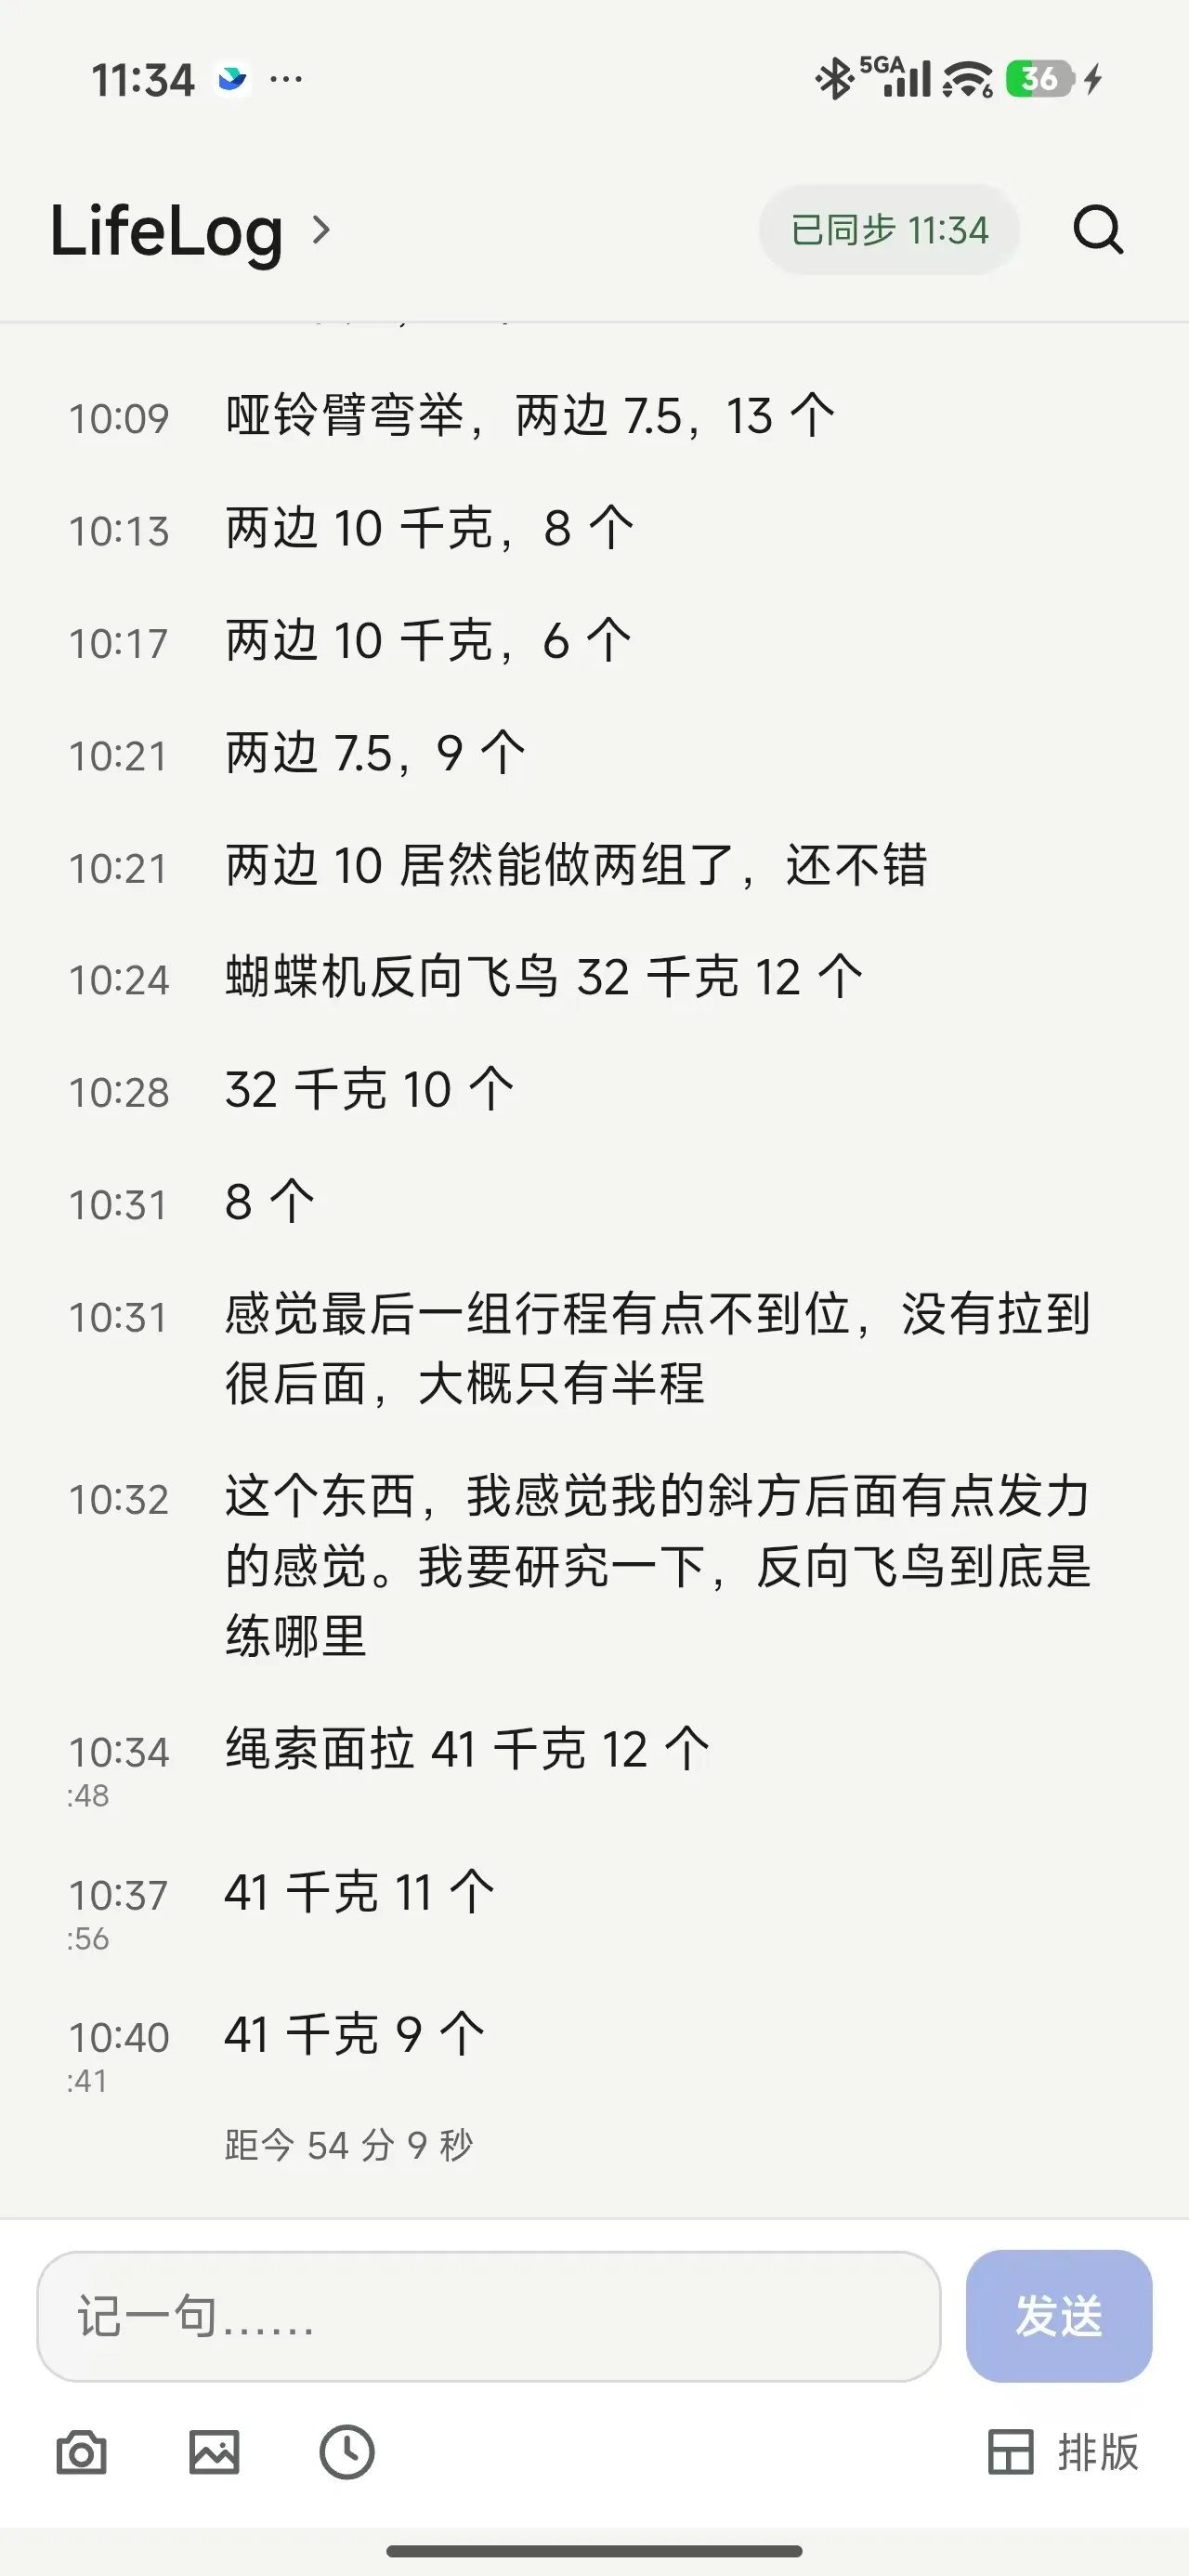 11:34 ... 5GA 6 36
LifeLog > 已同步 11:34
10:09 哑铃臂弯举，两边 7.5，13 个
10:13 两边 10 千克，8 个
10:17 两边 10 千克，6 个
10:21 两边 7.5，9 个
10:21 两边 10 居然能做两组了，还不错
10:24 蝴蝶机反向飞鸟 32 千克 12 个
10:28 32 千克 10 个
10:31 8 个
10:31 感觉最后一组行程有点不到位，没有拉到
很后面，大概只有半程
10:32 这个东西，我感觉我的斜方后面有点发力
的感觉。我要研究一下，反向飞鸟到底是
练哪里
10:34 绳索面拉 41 千克 12 个
:48
10:37 41 千克 11 个
:56
10:40 41 千克 9 个
:41
距今 54 分 9 秒
记一句…… 发送
排版